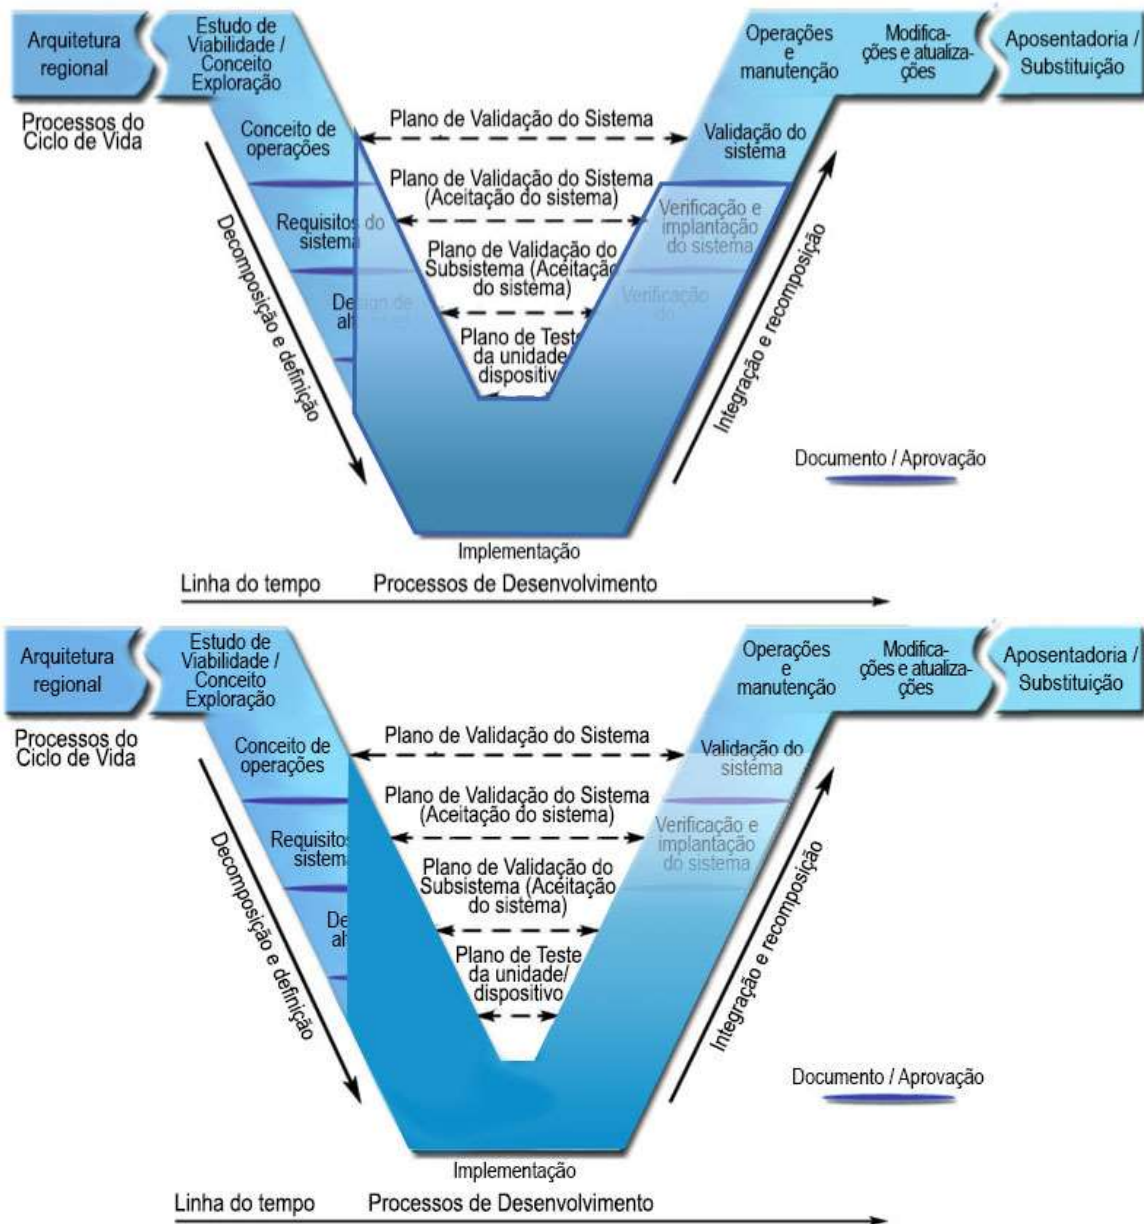 Arquitetura
regional
Estudo de
Viabilidade /
Conceito
Exploração
Operações
e
manutenção
Modifica-
ções e atualiza-
ções
Aposentadoria /
Substituição
Processos do
Ciclo de Vida
Conceito de
operações
Plano de Validação do Sistema
Validação do
sistema
Plano de Validação do Sistema
(Aceitação do sistema)
Requisitos do
sistema
Verificação e
implantação
do sistema
Plano de Validação do
Subsistema (Aceitação
do sistema)
Design de
Verificação
Plano de Teste
da unidade/
dispositivo
Decomposição e definição
Integração e recomposição
Documento / Aprovação
Implementação
Linha do tempo Processos de Desenvolvimento
Arquitetura
regional
Estudo de
Viabilidade /
Conceito
Exploração
Operações
e
manutenção
Modifica-
ções e atualiza-
ções
Aposentadoria /
Substituição
Processos do
Ciclo de Vida
Conceito de
operações
Plano de Validação do Sistema
Validação do
sistema
Plano de Validação do Sistema
(Aceitação do sistema)
Requisitos
sistema
Verificação e
implantação
do sistema
Plano de Validação do
Subsistema (Aceitação
do sistema)
Plano de Teste
da unidade/
dispositivo
Decomposição e definição
Integração e recomposição
Documento / Aprovação
Implementação
Linha do tempo Processos de Desenvolvimento